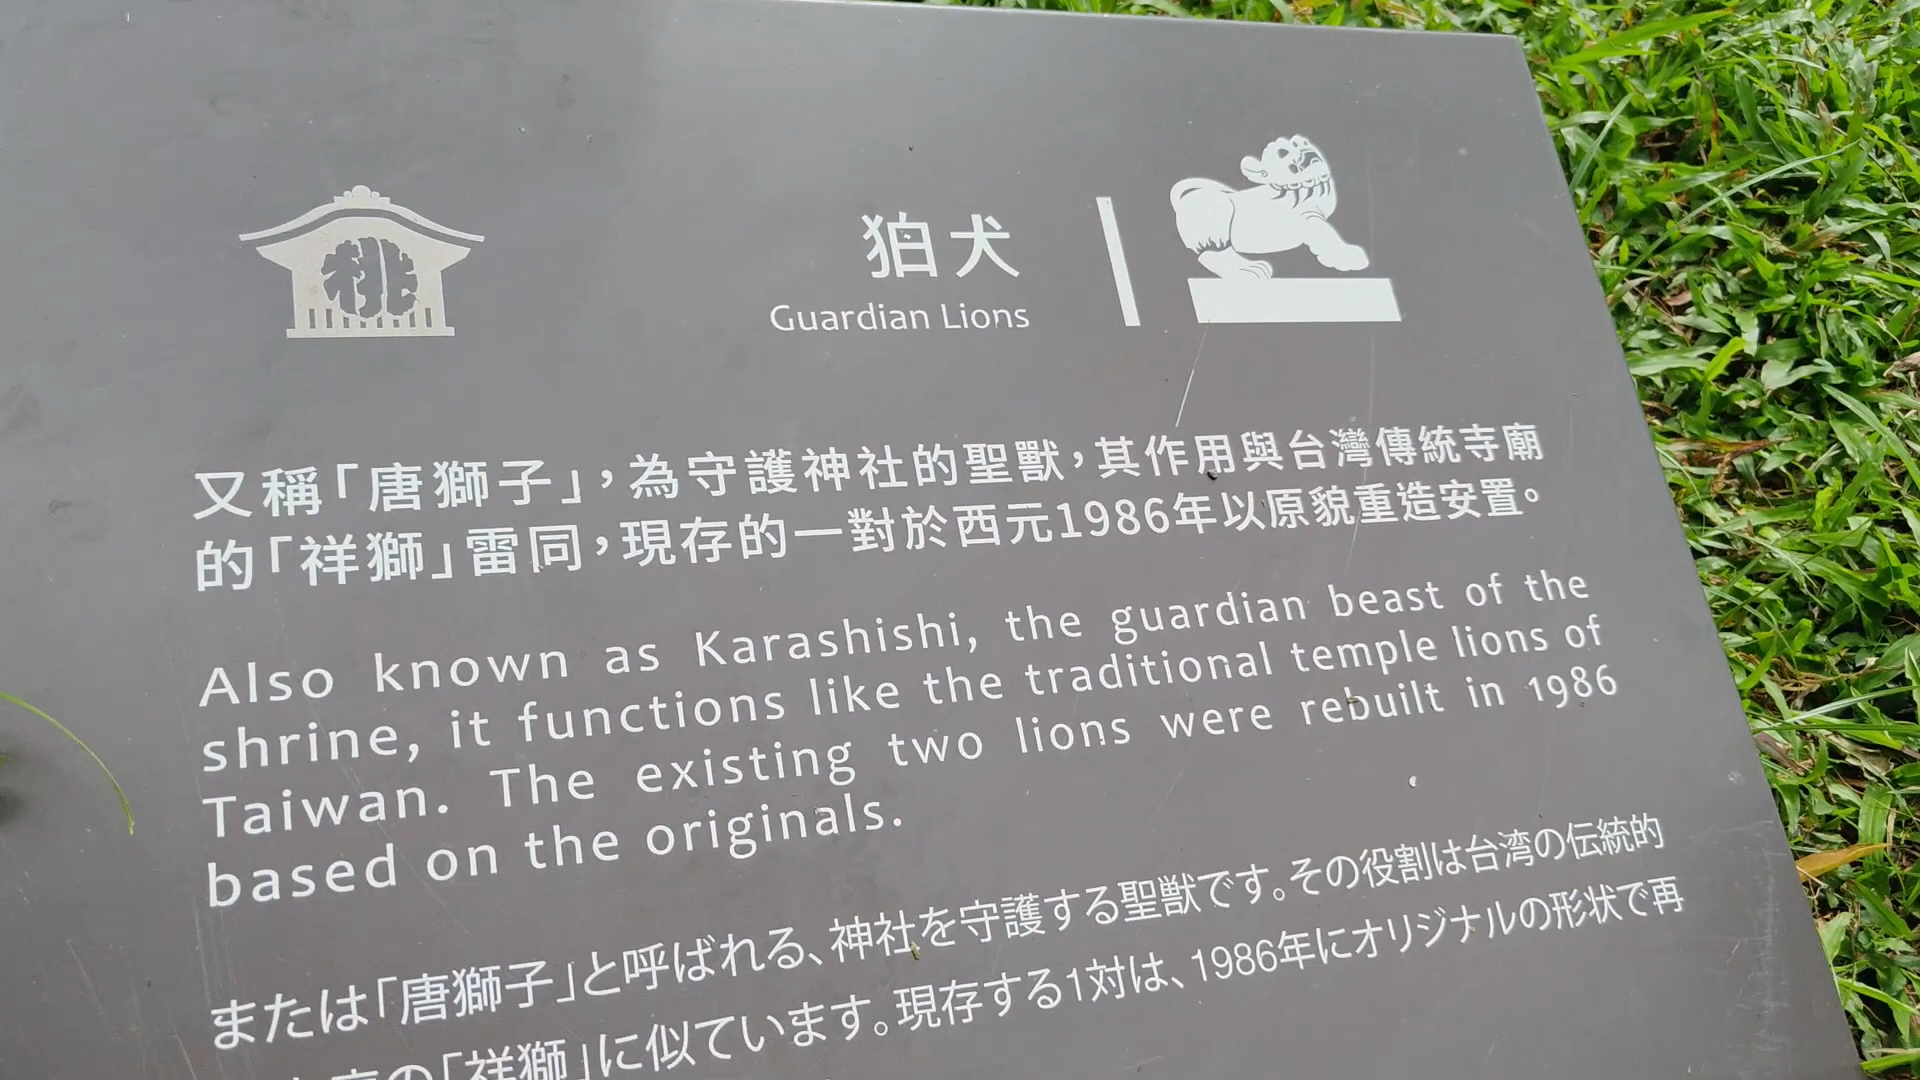 桃
狛犬
Guardian Lions
又稱「唐獅子」，為守護神社的聖獸，其作用與台灣傳統寺廟
的「祥獅」雷同，現存的一對於西元1986年以原貌重造安置。
Also known as Karashishi, the guardian beast of the
shrine, it functions like the traditional temple lions of
Taiwan. The existing two lions were rebuilt in 1986
based on the originals.
または「唐獅子」と呼ばれる、神社を守護する聖獣です。その役割は台湾の伝統的
の「祥獅」に似ています。現存する1対は、1986年にオリジナルの形状で再